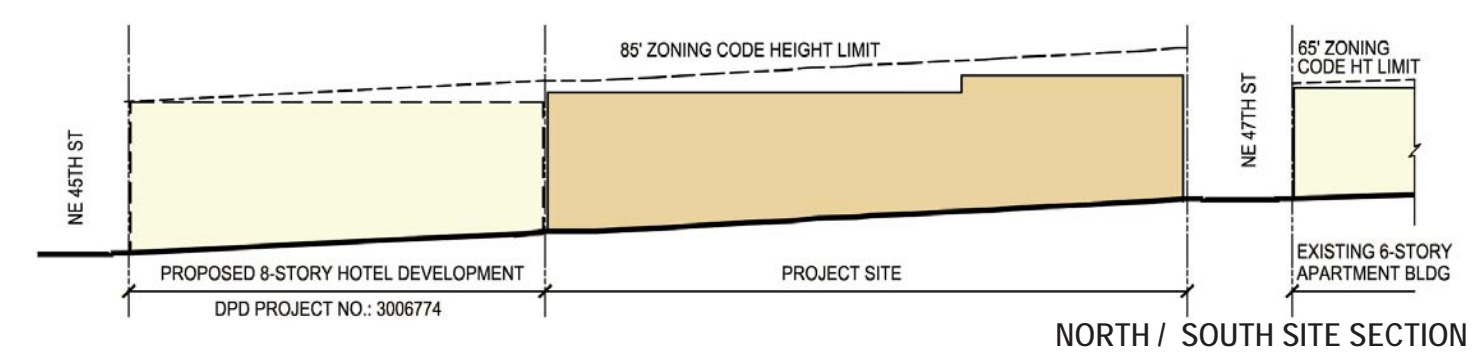 85' ZONING CODE HEIGHT LIMIT
65' ZONING
CODE HT LIMIT
NE 45TH ST
NE 47TH ST
PROPOSED 8-STORY HOTEL DEVELOPMENT
PROJECT SITE
EXISTING 6-STORY
APARTMENT BLDG
DPD PROJECT NO.: 3006774
NORTH / SOUTH SITE SECTION